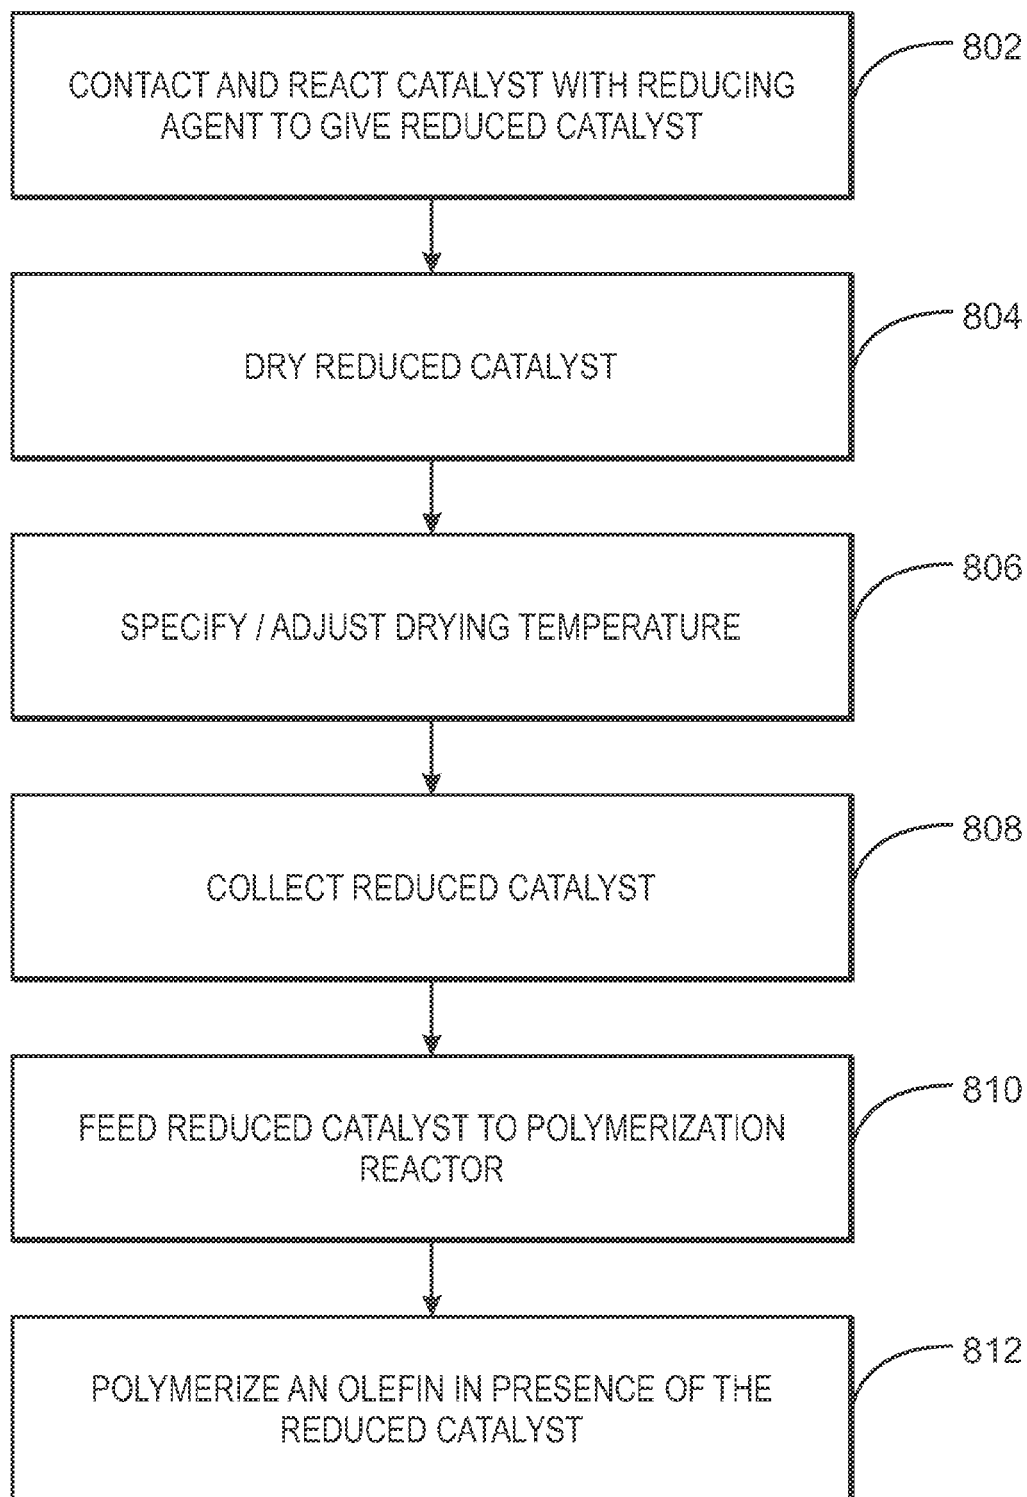 CONTACT AND REACT CATALYST WITH REDUCING
AGENT TO GIVE REDUCED CATALYST
802
DRY REDUCED CATALYST
804
SPECIFY / ADJUST DRYING TEMPERATURE
806
COLLECT REDUCED CATALYST
808
FEED REDUCED CATALYST TO POLYMERIZATION
REACTOR
810
POLYMERIZE AN OLEFIN IN PRESENCE OF THE
REDUCED CATALYST
812